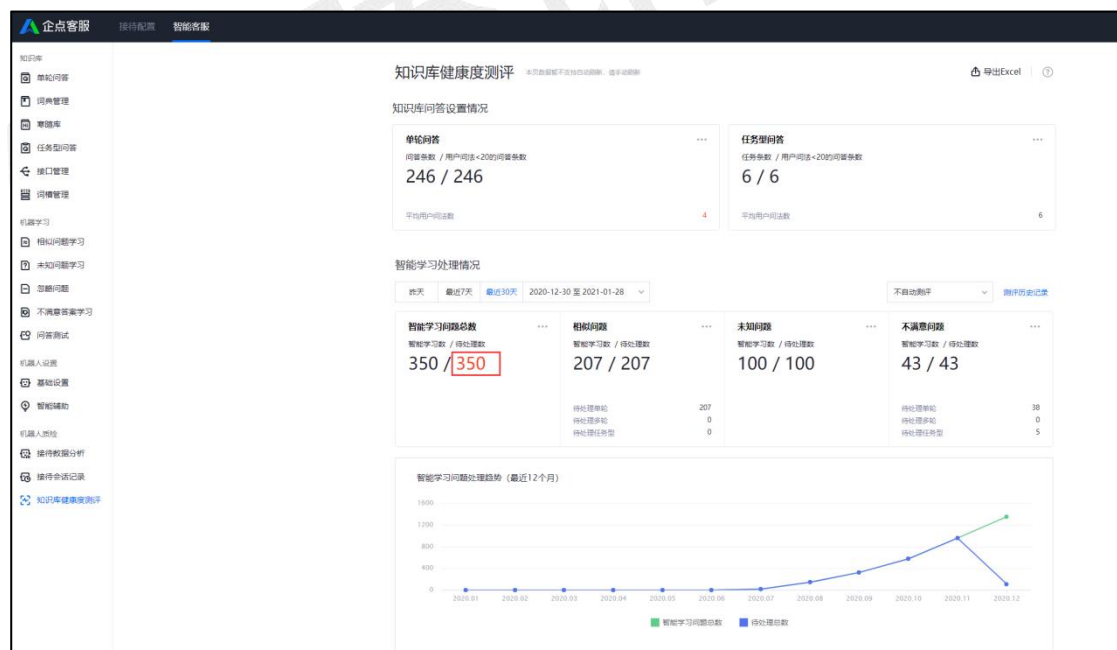 企点客服
接待配置 智能客服
知识库
单轮问答
词典管理
寒暄库
任务型问答
接口管理
词槽管理
机器学习
相似问题学习
未知问题学习
忽略问题
不满意答案学习
问答测试
机器人设置
基础设置
智能辅助
机器人质检
接待数据分析
接待会话记录
知识库健康度测评
知识库健康度测评 本页数据暂不支持自动刷新，请手动刷新
导出Excel
知识库问答设置情况
单轮问答
问答条数 / 用户问法<20的问答条数
246 / 246
平均用户问法数 4
任务型问答
任务条数 / 用户问法<20的问答条数
6 / 6
平均用户问法数 6
智能学习处理情况
昨天 最近7天 最近30天 2020-12-30 至 2021-01-28
不自动测评 测评历史记录
智能学习问题总数
智能学习数 / 待处理数
350 / 350
相似问题
智能学习数 / 待处理数
207 / 207
待处理单轮 207
待处理多轮 0
待处理任务型 0
未知问题
智能学习数 / 待处理数
100 / 100
不满意问题
智能学习数 / 待处理数
43 / 43
待处理单轮 38
待处理多轮 0
待处理任务型 5
智能学习问题处理趋势（最近12个月）
1600
1200
800
400
0
2020.01 2020.02 2020.03 2020.04 2020.05 2020.06 2020.07 2020.08 2020.09 2020.10 2020.11 2020.12
智能学习问题总数 待处理总数